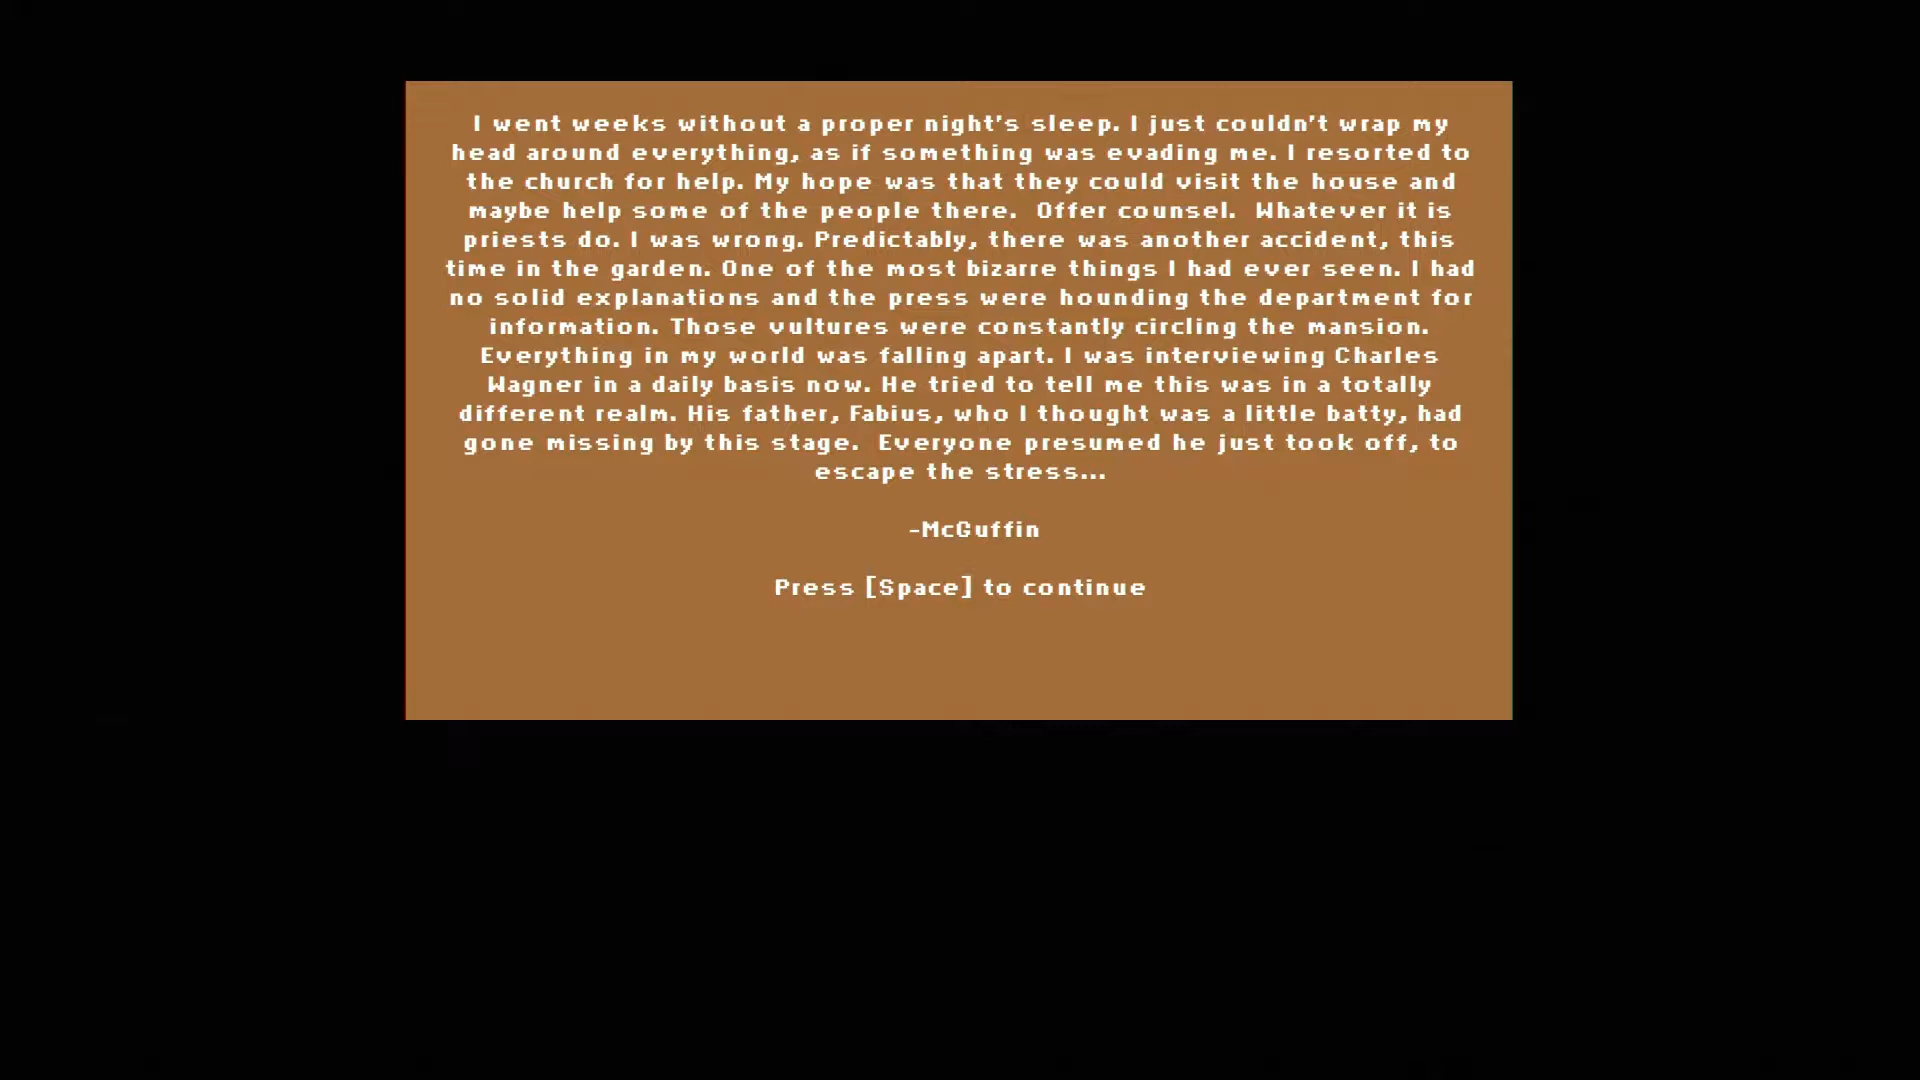 I went weeks without a proper night's sleep. I just couldn't wrap my
head around everything, as if something was evading me. I resorted to
the church for help. My hope was that they could visit the house and
maybe help some of the people there.  Offer counsel.  Whatever it is
priests do. I was wrong. Predictably, there was another accident, this
time in the garden. One of the most bizarre things I had ever seen. I had
no solid explanations and the press were hounding the department for
information. Those vultures were constantly circling the mansion.
Everything in my world was falling apart. I was interviewing Charles
Wagner in a daily basis now. He tried to tell me this was in a totally
different realm. His father, Fabius, who I thought was a little batty, had
gone missing by this stage.  Everyone presumed he just took off, to
escape the stress...
-McGuffin
Press [Space] to continue